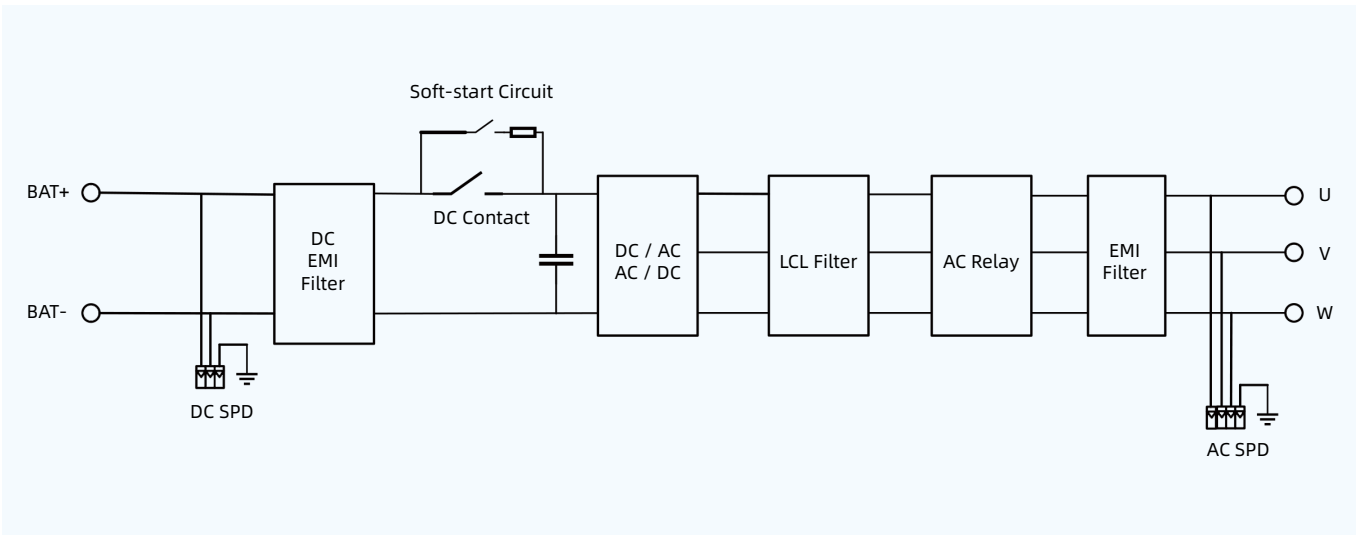 Soft-start Circuit
BAT+
DC Contact
U
DC
EMI
Filter
DC / AC
AC / DC
LCL Filter
AC Relay
EMI
Filter
V
BAT-
W
DC SPD
AC SPD